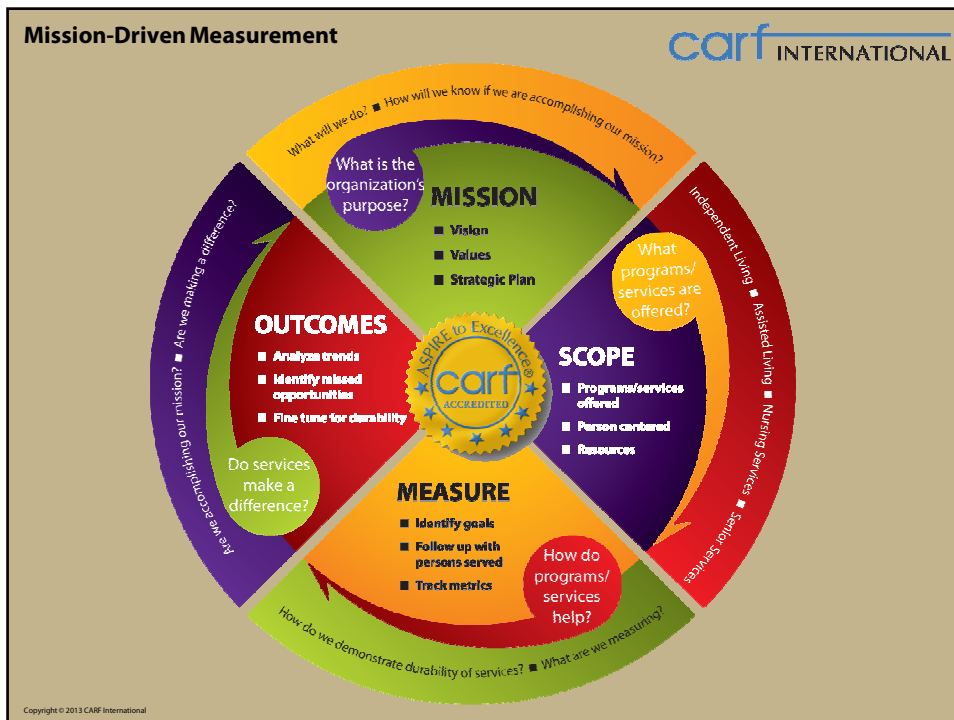 Mission-Driven Measurement
carf INTERNATIONAL
What will we do? ■ How will we know if we are accomplishing our mission?
What is the
organization's
purpose?
MISSION
■ Vision
■ Values
■ Strategic Plan
Independent Living ■ Assisted Living ■ Nursing Services ■ Senior Services
What
programs/
services are
offered?
SCOPE
■ Programs/services
offered
■ Person centered
■ Resources
How do we demonstrate durability of services? ■ What are we measuring?
How do
programs/
services
help?
MEASURE
■ Identify goals
■ Follow up with
persons served
■ Track metrics
Are we accomplishing our mission? ■ Are we making a difference?
Do services
make a
difference?
OUTCOMES
■ Analyze trends
■ Identify missed
opportunities
■ Fine tune for durability
ASPIRE to Excellence®
carf
ACCREDITED
Copyright © 2013 CARF International